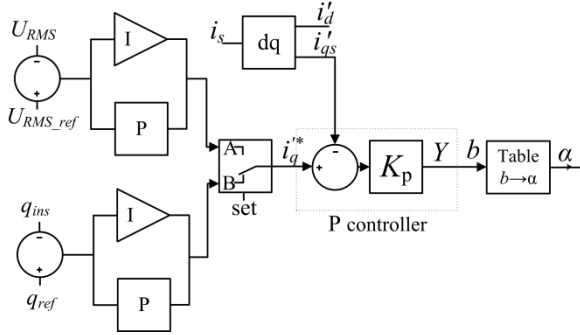 U_RMS
-
+
U_RMS_ref
I
P
i_s
dq
i'_d
i'_qs
A
B
set
i'*_q
+
-
K_p
Y
b
Table
b→α
α
P controller
q_ins
-
+
q_ref
I
P